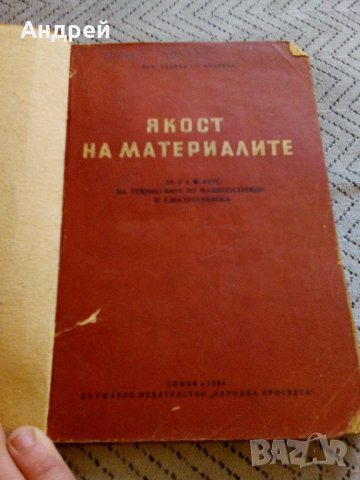 Андрей
ЯКОСТ
НА МАТЕРИАЛИТЕ
ЗА II и III КУРС
НА ТЕХНИКУМИТЕ ПО МАШИНОСТРОЕНЕ
И ЕЛЕКТРОТЕХНИКА
СОФИЯ • 1954
ДЪРЖАВНО ИЗДАТЕЛСТВО „НАРОДНА ПРОСВЕТА"
BAZAR